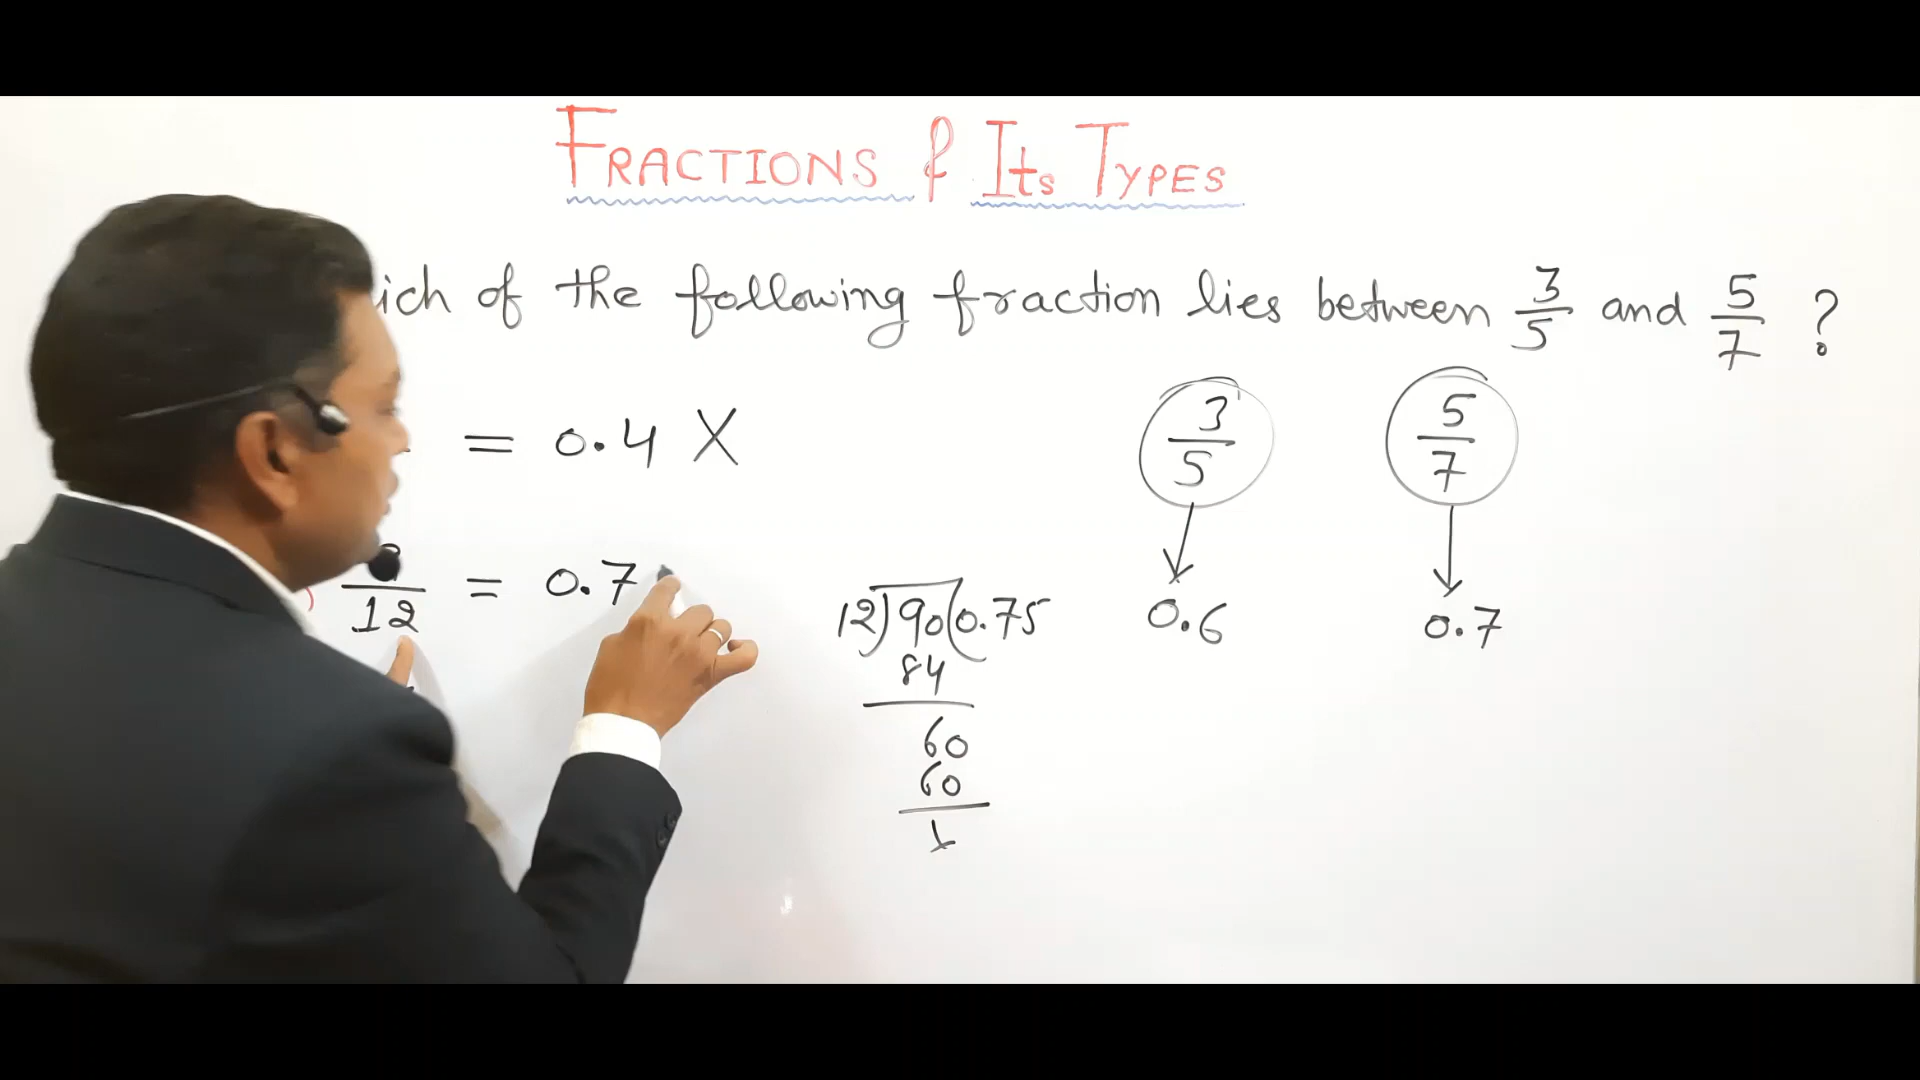 FRACTIONS & Its TYPES
ich of the following fraction lies between 3/5 and 5/7 ?
= 0.4 X
3/5
5/7
12 = 0.7
12)90(0.75
84
60
60
0.6
0.7